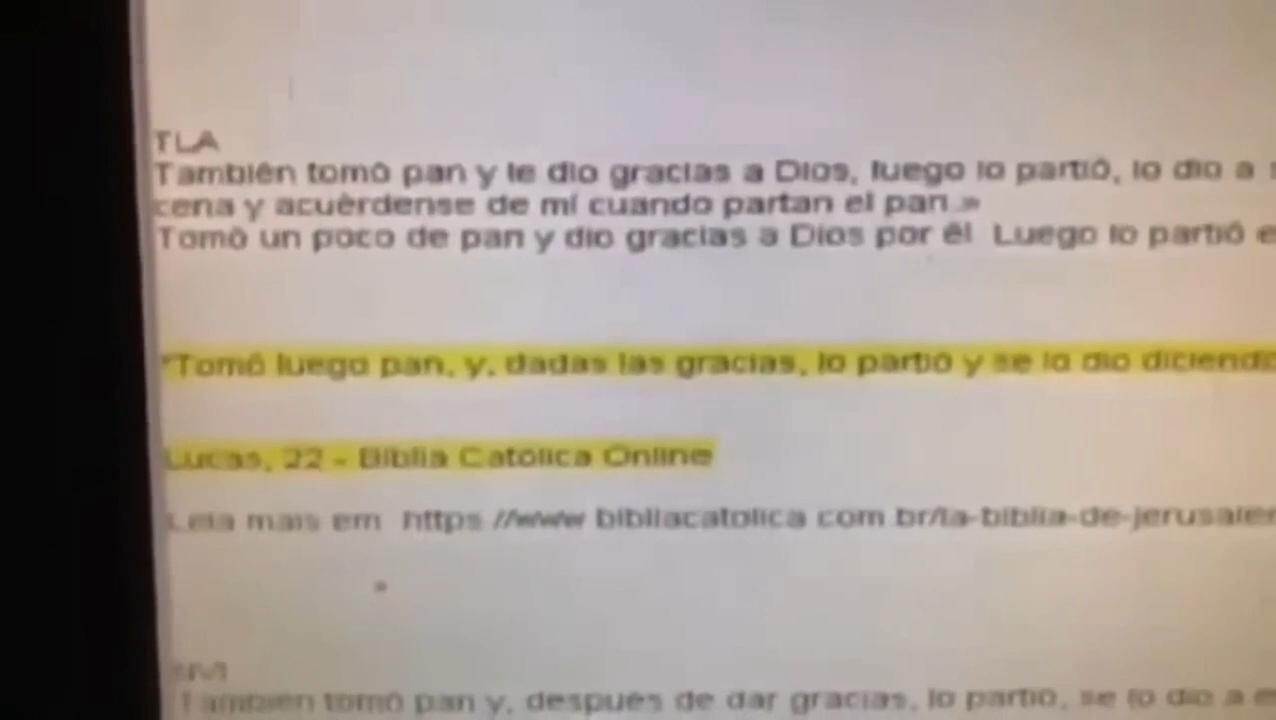 TLA
También tomó pan y le dio gracias a Dios, luego lo partió, lo dio a
cena y acuérdense de mí cuando partan el pan.»
Tomó un poco de pan y dio gracias a Dios por él. Luego lo partió e
"Tomó luego pan, y, dadas las gracias, lo partió y se lo dio diciendo
Lucas, 22 - Bíblia Católica Online
Leia mais em: https://www.bibliacatolica.com.br/la-biblia-de-jerusale
NVI
También tomó pan y, después de dar gracias, lo partió, se lo dio a e